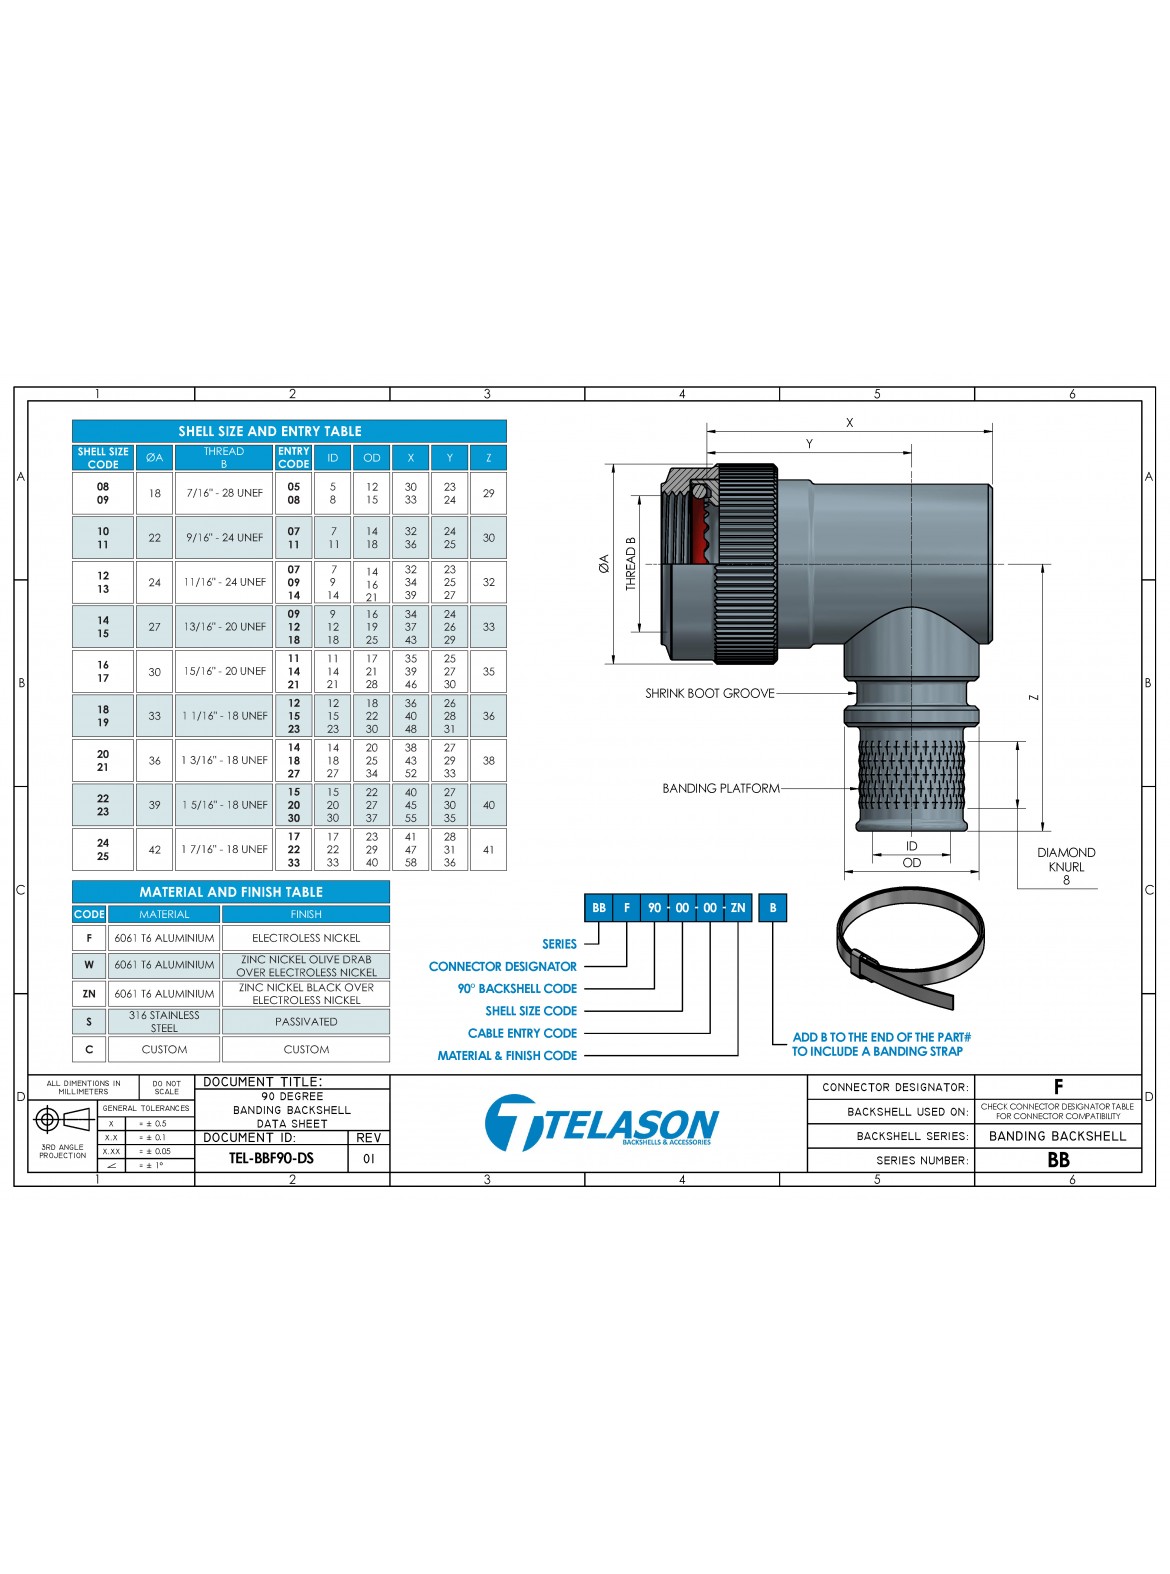 1 2 3 4 5 6
A A
B B
C C
D D
SHELL SIZE AND ENTRY TABLE
SHELL SIZE CODE ØA THREAD B ENTRY CODE ID OD X Y Z
08 09 18 7/16" - 28 UNEF 05 08 5 8 12 15 30 33 23 24 29
10 11 22 9/16" - 24 UNEF 07 11 7 11 14 18 32 36 24 25 30
12 13 24 11/16" - 24 UNEF 07 09 14 7 9 14 14 16 21 32 34 39 23 25 27 32
14 15 27 13/16" - 20 UNEF 09 12 18 9 12 18 16 19 25 34 37 43 24 26 29 33
16 17 30 15/16" - 20 UNEF 11 14 21 11 14 21 17 21 28 35 39 46 25 27 30 35
18 19 33 1 1/16" - 18 UNEF 12 15 23 12 15 23 18 22 30 36 40 48 26 28 31 36
20 21 36 1 3/16" - 18 UNEF 14 18 27 14 18 27 20 25 34 38 43 52 27 29 33 38
22 23 39 1 5/16" - 18 UNEF 15 20 30 15 20 30 22 27 37 40 45 55 27 30 35 40
24 25 42 1 7/16" - 18 UNEF 17 22 33 17 22 33 23 29 40 41 47 58 28 31 36 41
MATERIAL AND FINISH TABLE
CODE MATERIAL FINISH
F 6061 T6 ALUMINIUM ELECTROLESS NICKEL
W 6061 T6 ALUMINIUM ZINC NICKEL OLIVE DRAB OVER ELECTROLESS NICKEL
ZN 6061 T6 ALUMINIUM ZINC NICKEL BLACK OVER ELECTROLESS NICKEL
S 316 STAINLESS STEEL PASSIVATED
C CUSTOM CUSTOM
X
Y
ØA
THREAD B
Z
SHRINK BOOT GROOVE
BANDING PLATFORM
ID
OD
DIAMOND
KNURL
8
BB F 90 - 00 - 00 - ZN B
SERIES
CONNECTOR DESIGNATOR
90° BACKSHELL CODE
SHELL SIZE CODE
CABLE ENTRY CODE
MATERIAL & FINISH CODE
ADD B TO THE END OF THE PART#
TO INCLUDE A BANDING STRAP
ALL DIMENTIONS IN
MILLIMETERS
DO NOT
SCALE
GENERAL TOLERANCES
X = ± 0.5
X.X = ± 0.1
X.XX = ± 0.05
∠ = ± 1°
3RD ANGLE
PROJECTION
DOCUMENT TITLE:
90 DEGREE
BANDING BACKSHELL
DATA SHEET
DOCUMENT ID: REV
TEL-BBF90-DS 01
TELASON
BACKSHELLS & ACCESSORIES
CONNECTOR DESIGNATOR: F
BACKSHELL USED ON: CHECK CONNECTOR DESIGNATOR TABLE
FOR CONNECTOR COMPATIBILITY
BACKSHELL SERIES: BANDING BACKSHELL
SERIES NUMBER: BB
1 2 3 4 5 6